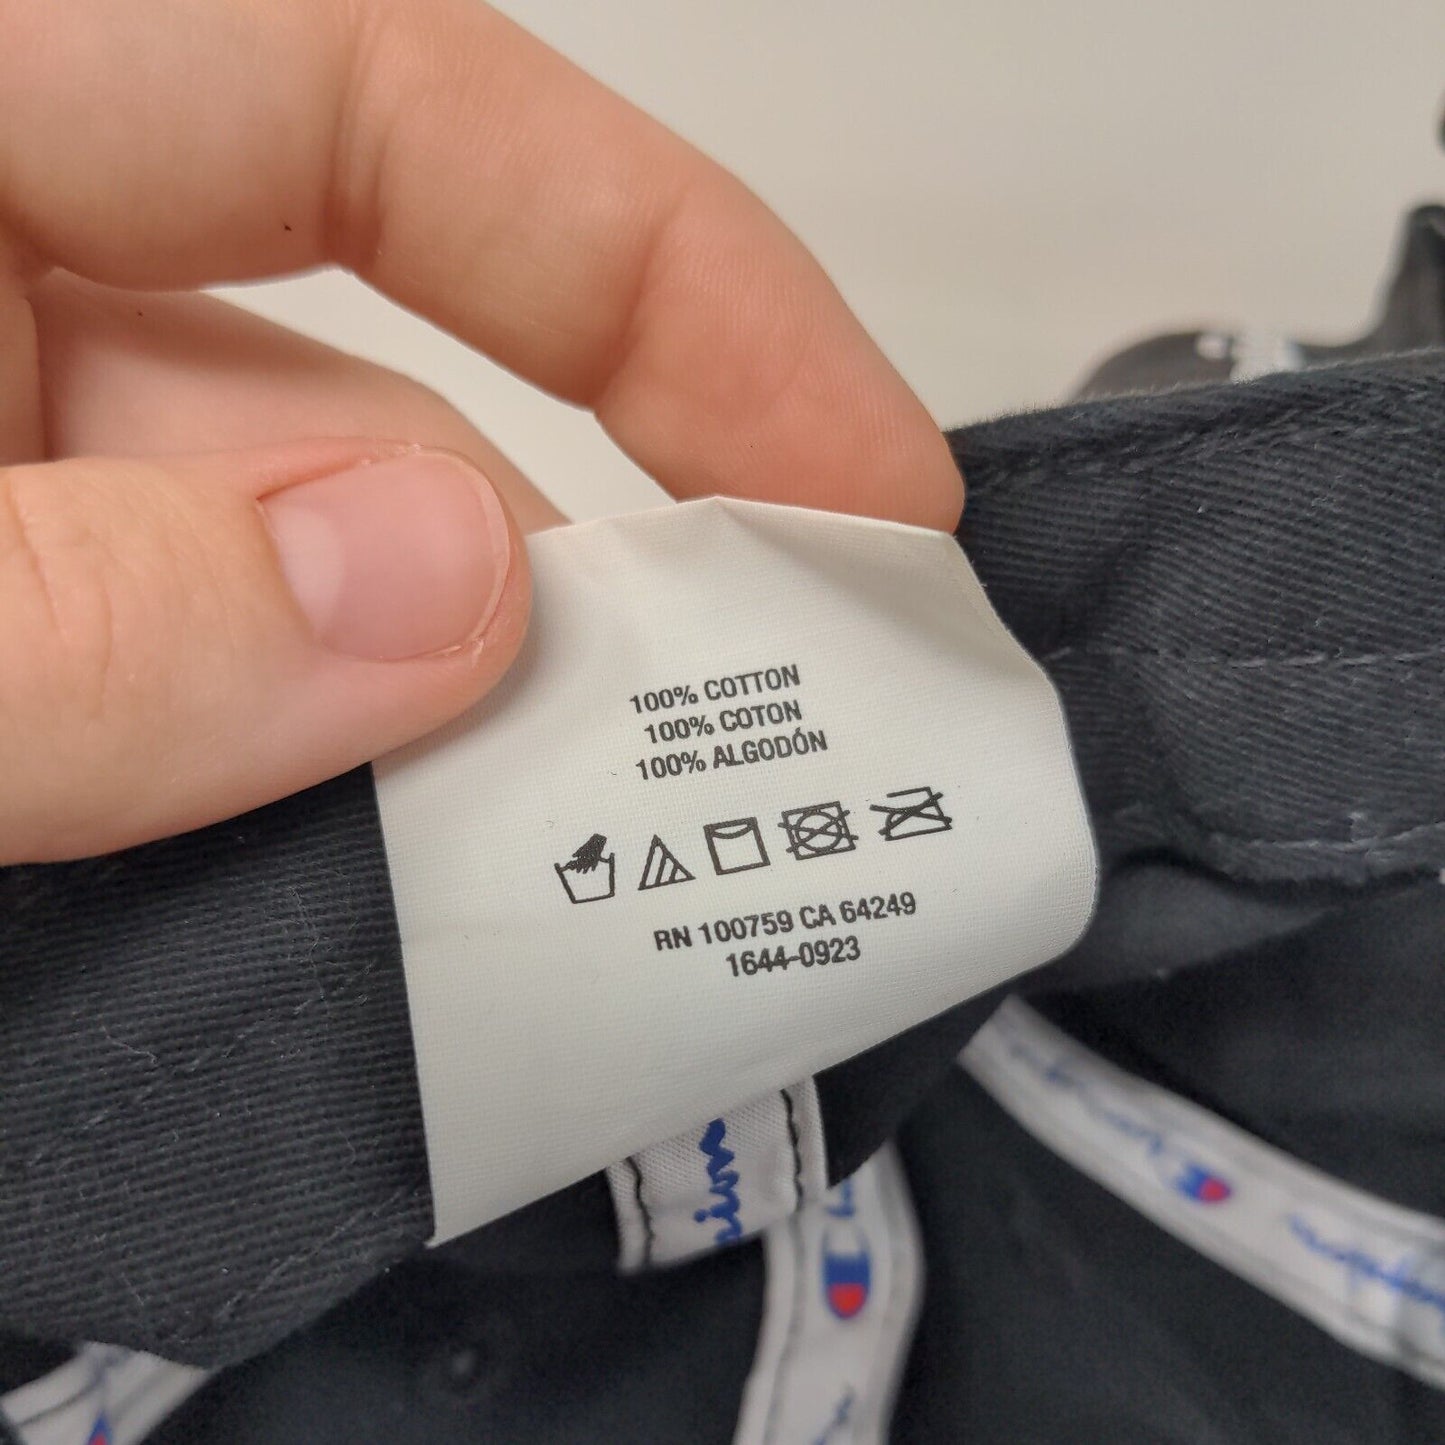 100% COTTON
100% COTON
100% ALGODÓN
RN 100759 CA 64249
1644-0923